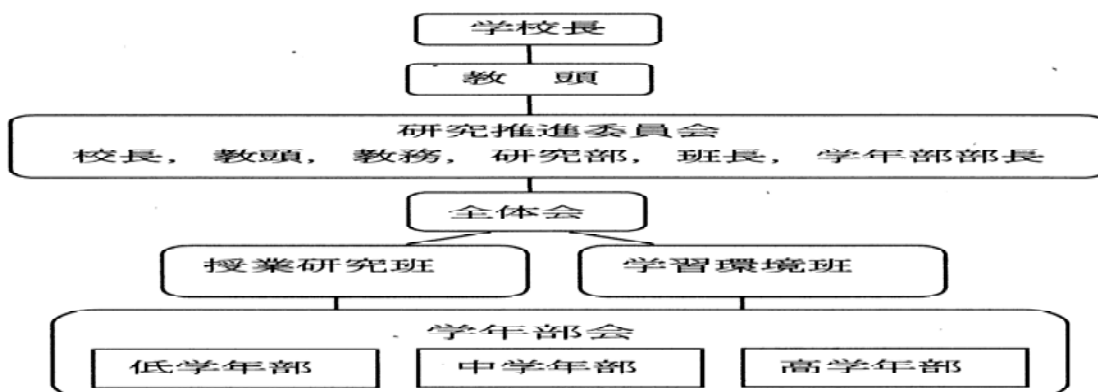 学校長
教　頭
研究推進委員会
校長，教頭，教務，研究部，班長，学年部部長
全体会
授業研究班
学習環境班
学年部会
低学年部
中学年部
高学年部